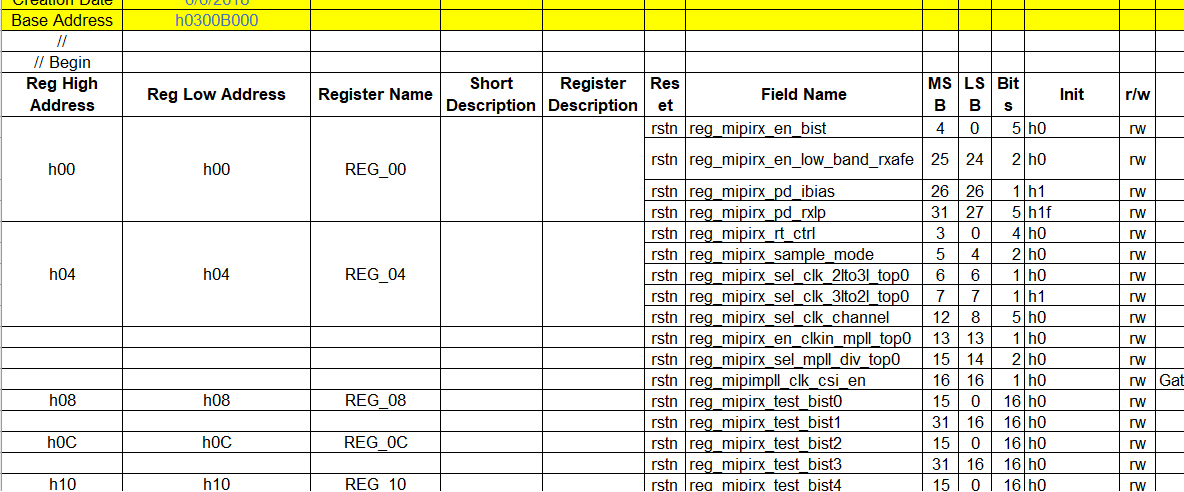 Creation Date 6/6/2018
Base Address h0300B000
//
// Begin
Reg High Address Reg Low Address Register Name Short Description Register Description Reset Field Name MSB LSB Bits Init r/w
h00 h00 REG_00 rstn reg_mipirx_en_bist 4 0 5 h0 rw
rstn reg_mipirx_en_low_band_rxafe 25 24 2 h0 rw
rstn reg_mipirx_pd_ibias 26 26 1 h1 rw
rstn reg_mipirx_pd_rxlp 31 27 5 h1f rw
h04 h04 REG_04 rstn reg_mipirx_rt_ctrl 3 0 4 h0 rw
rstn reg_mipirx_sample_mode 5 4 2 h0 rw
rstn reg_mipirx_sel_clk_2lto3l_top0 6 6 1 h0 rw
rstn reg_mipirx_sel_clk_3lto2l_top0 7 7 1 h1 rw
rstn reg_mipirx_sel_clk_channel 12 8 5 h0 rw
rstn reg_mipirx_en_clkin_mpll_top0 13 13 1 h0 rw
rstn reg_mipirx_sel_mpll_div_top0 15 14 2 h0 rw
rstn reg_mipimpll_clk_csi_en 16 16 1 h0 rw Gat
h08 h08 REG_08 rstn reg_mipirx_test_bist0 15 0 16 h0 rw
rstn reg_mipirx_test_bist1 31 16 16 h0 rw
h0C h0C REG_0C rstn reg_mipirx_test_bist2 15 0 16 h0 rw
rstn reg_mipirx_test_bist3 31 16 16 h0 rw
h10 h10 REG_10 rstn reg_mipirx_test_bist4 15 0 16 h0 rw